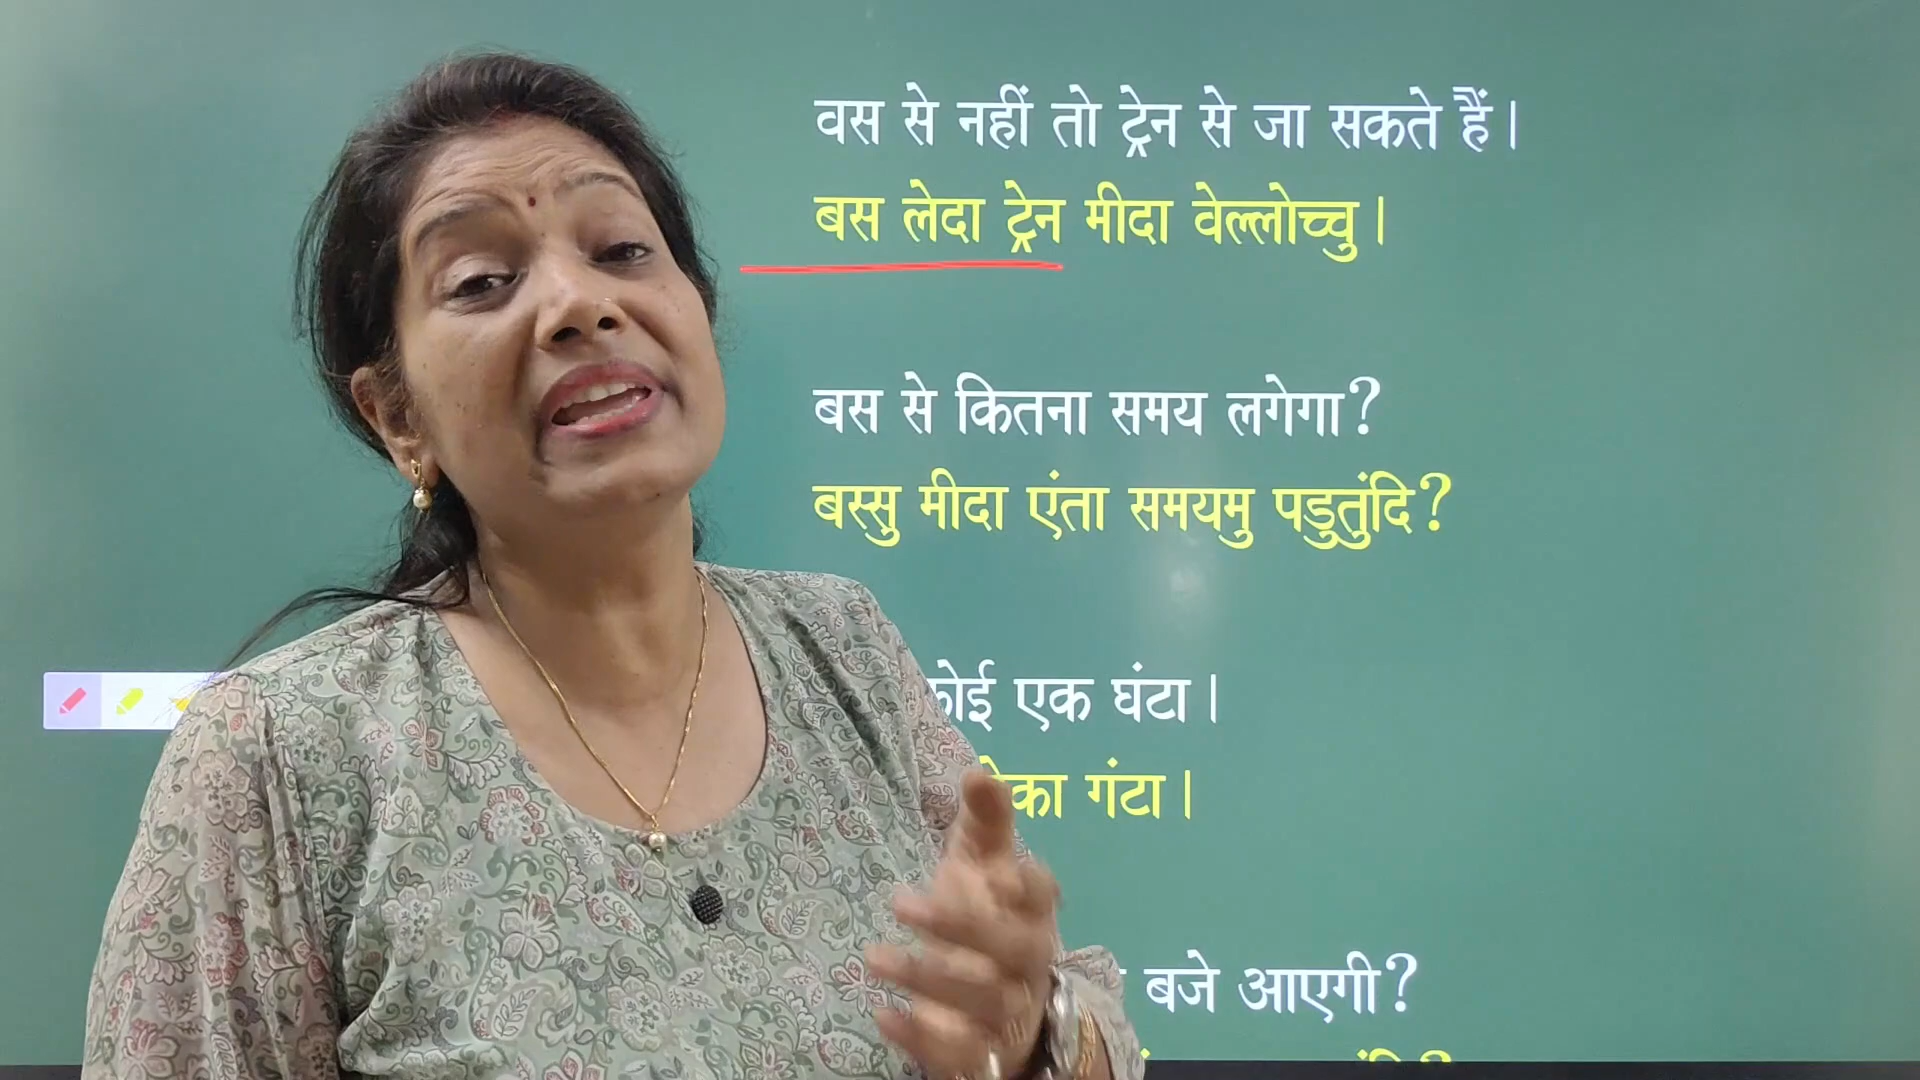 वस से नहीं तो ट्रेन से जा सकते हैं।
बस लेदा ट्रेन मीदा वेल्लोच्चु।
बस से कितना समय लगेगा?
बस्सु मीदा एंता समयमु पडुतुंदि?
एक घंटा।
गंटा।
बजे आएगी?